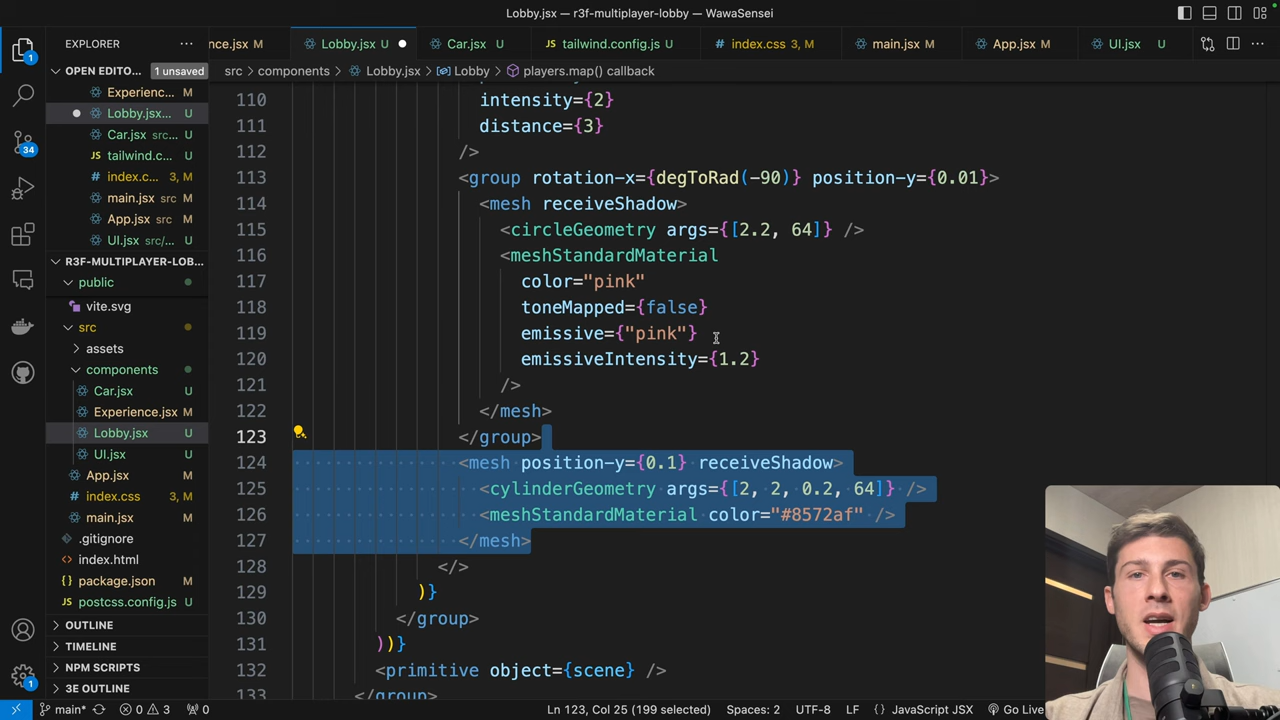 Lobby.jsx — r3f-multiplayer-lobby — WawaSensei
EXPLORER
nce.jsx M
Lobby.jsx U
Car.jsx U
tailwind.config.js U
index.css 3, M
main.jsx M
App.jsx M
UI.jsx U
OPEN EDITO... 1 unsaved
src > components > Lobby.jsx > Lobby > players.map() callback
Experienc... M
Lobby.jsx... U
Car.jsx src... U
tailwind.c... U
index.c... 3, M
main.jsx M
App.jsx src M
UI.jsx src/... U
R3F-MULTIPLAYER-LOB...
public
vite.svg
src
assets
components
Car.jsx U
Experience.jsx M
Lobby.jsx U
UI.jsx U
App.jsx M
index.css M
main.jsx M
.gitignore
index.html
package.json M
postcss.config.js U
OUTLINE
TIMELINE
NPM SCRIPTS
3E OUTLINE
1
34
1
110 intensity={2}
111 distance={3}
112 />
113 <group rotation-x={degToRad(-90)} position-y={0.01}>
114 <mesh receiveShadow>
115 <circleGeometry args={[2.2, 64]} />
116 <meshStandardMaterial
117 color="pink"
118 toneMapped={false}
119 emissive={"pink"}
120 emissiveIntensity={1.2}
121 />
122 </mesh>
123 </group>
124 <mesh position-y={0.1} receiveShadow>
125 <cylinderGeometry args={[2, 2, 0.2, 64]} />
126 <meshStandardMaterial color="#8572af" />
127 </mesh>
128 </>
129 )}
130 </group>
131 ))}
132 <primitive object={scene} />
133 </group>
main* 0 3 0 Ln 123, Col 25 (199 selected) Spaces: 2 UTF-8 LF {} JavaScript JSX Go Live